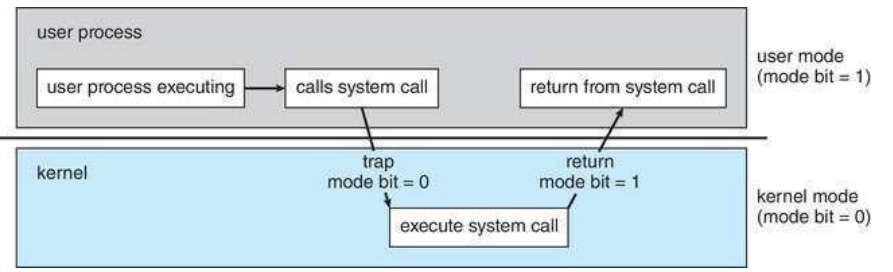 user process
user process executing
calls system call
return from system call
user mode
(mode bit = 1)
kernel
trap
mode bit = 0
return
mode bit = 1
execute system call
kernel mode
(mode bit = 0)